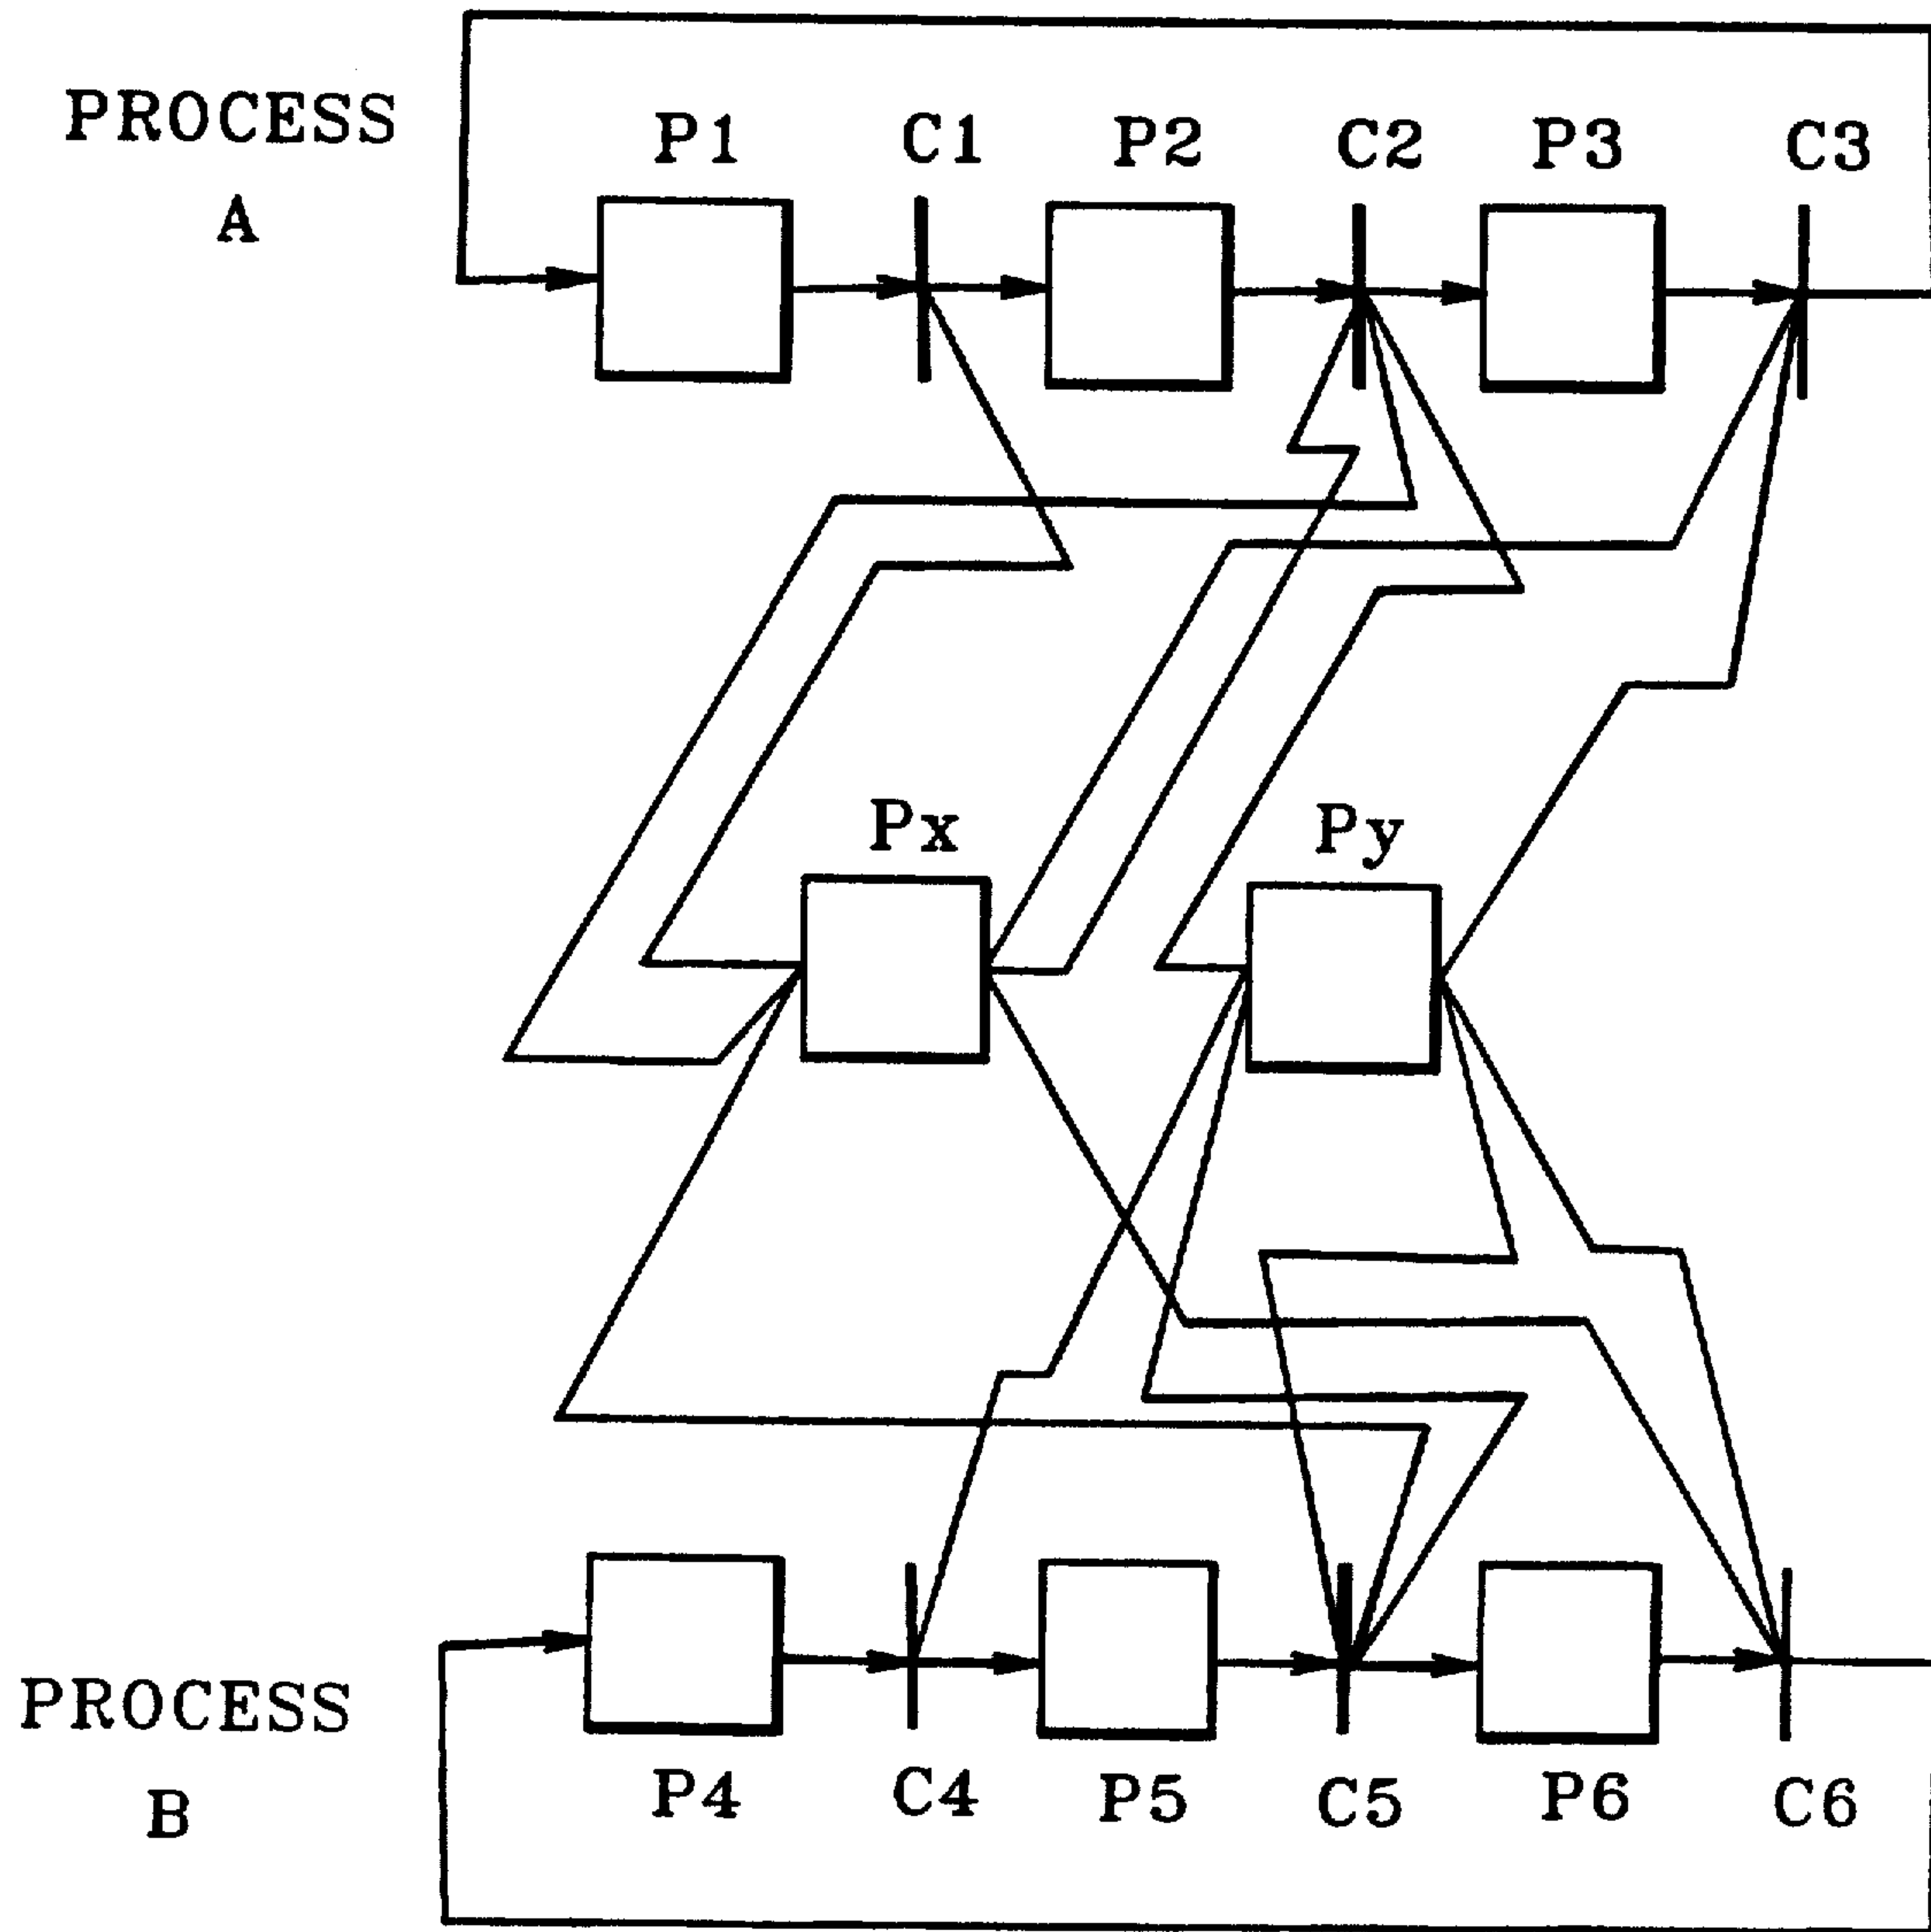 PROCESS
A
P1 C1 P2 C2 P3 C3
Px Py
PROCESS
B
P4 C4 P5 C5 P6 C6